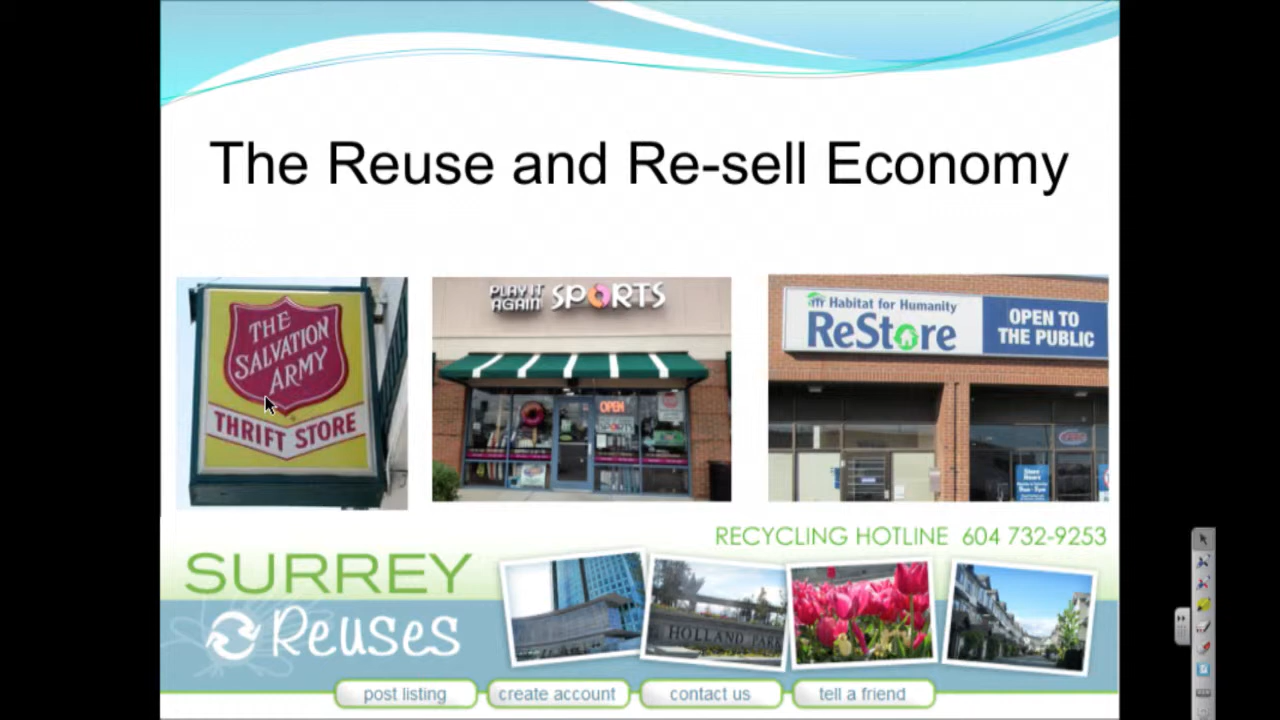 The Reuse and Re-sell Economy
THE
SALVATION
ARMY
THRIFT STORE
PLAY IT
AGAIN
SPORTS
OPEN
SPORTS
Habitat for Humanity
ReStore
OPEN TO
THE PUBLIC
RECYCLING HOTLINE 604 732-9253
SURREY
Reuses
HOLLAND PARK
post listing
create account
contact us
tell a friend